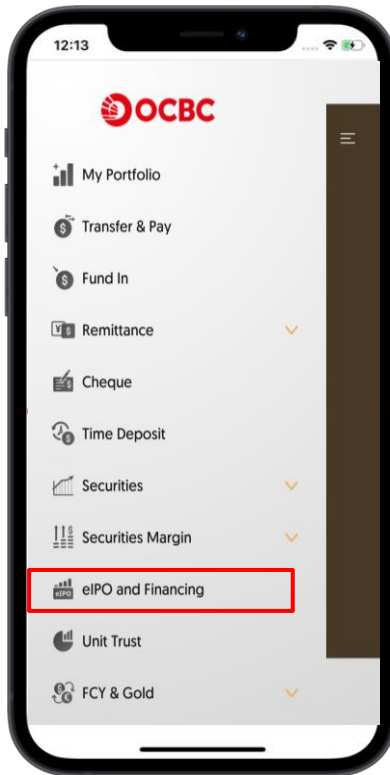 12:13
OCBC
My Portfolio
Transfer & Pay
Fund In
Remittance
Cheque
Time Deposit
Securities
Securities Margin
eIPO
eIPO and Financing
Unit Trust
FCY & Gold